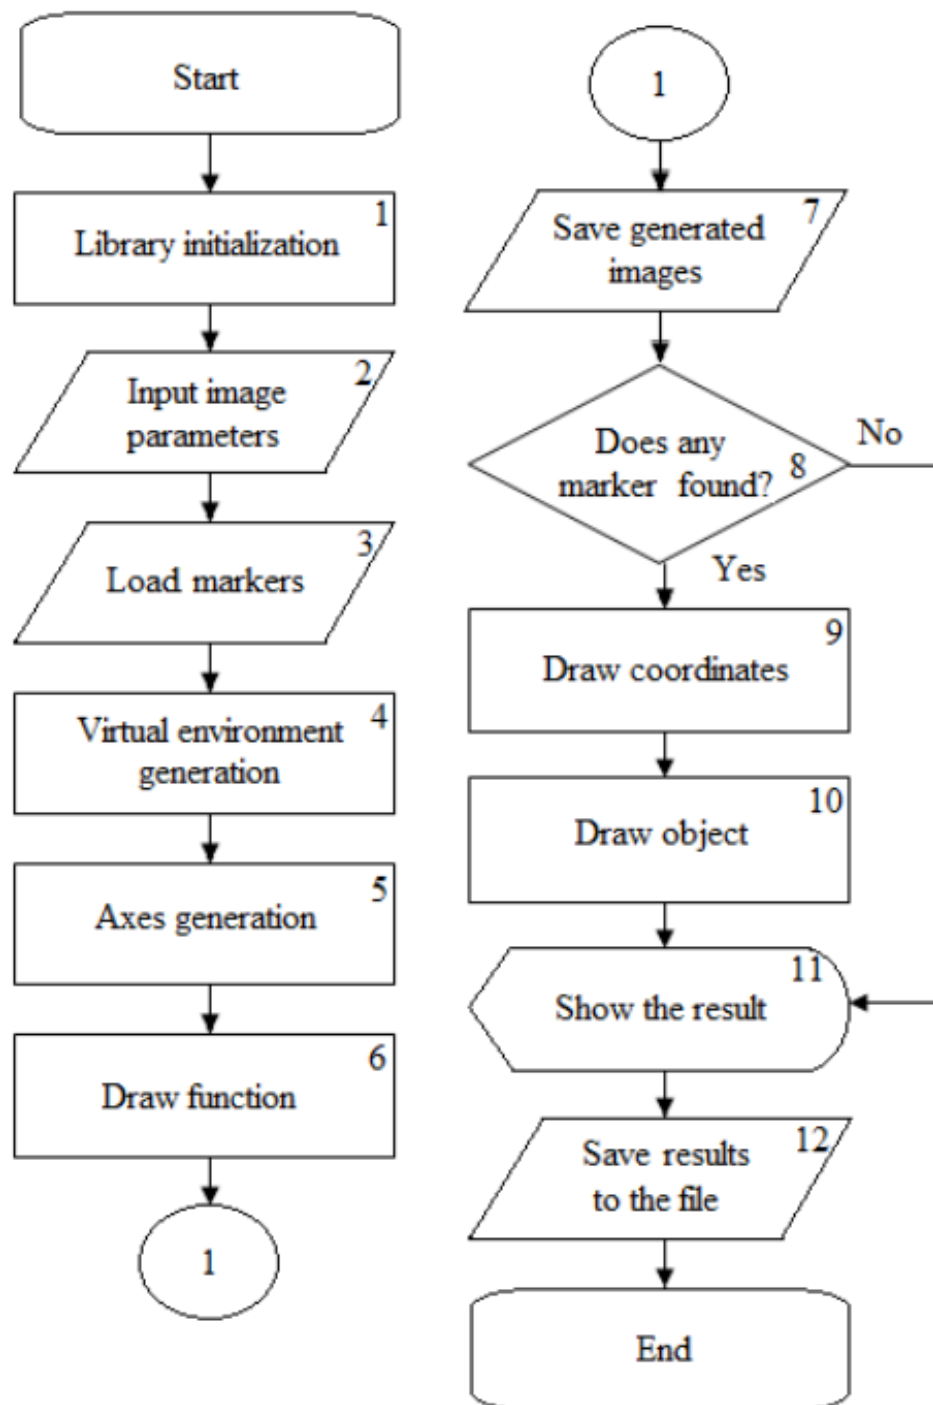 Start
1
Library initialization
2
Input image
parameters
3
Load markers
4
Virtual environment
generation
5
Axes generation
6
Draw function
1
1
7
Save generated
images
Does any
marker found?
8
No
Yes
9
Draw coordinates
10
Draw object
11
Show the result
12
Save results
to the file
End